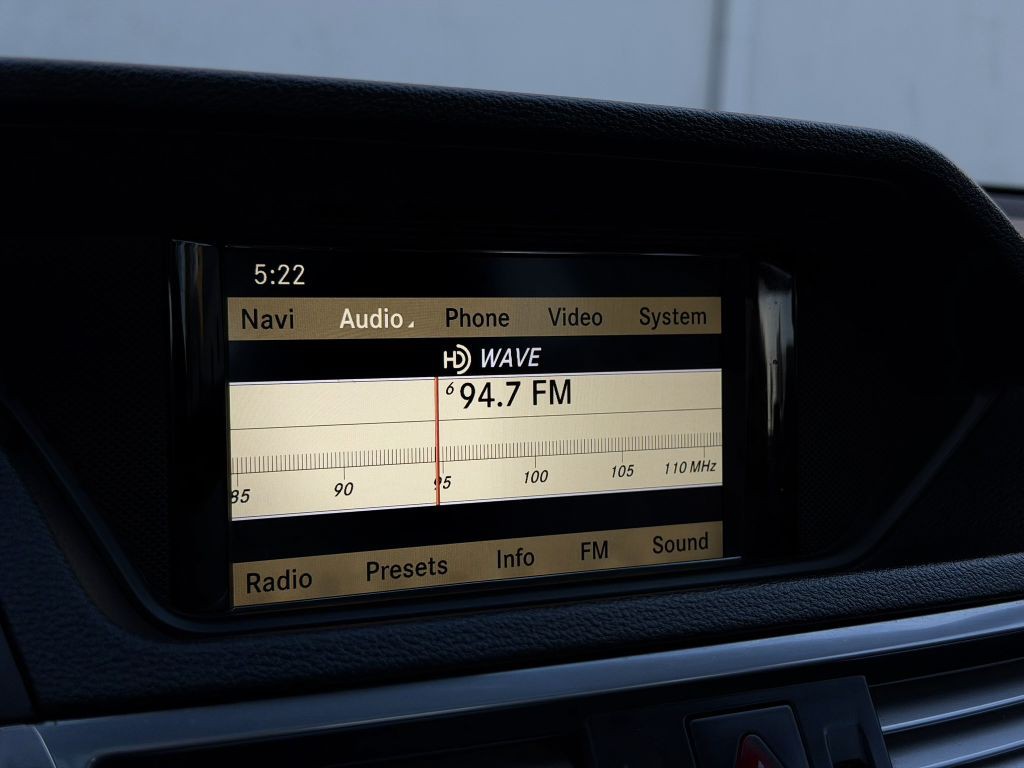 5:22
Navi Audio Phone Video System
HD WAVE
6 94.7 FM
85 90 95 100 105 110 MHz
Radio Presets Info FM Sound